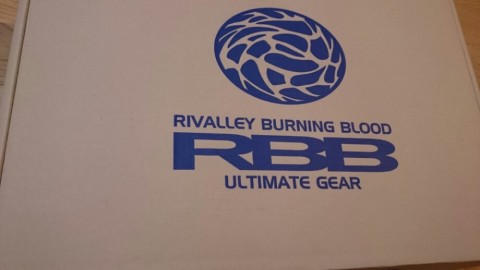 RIVALLEY BURNING BLOOD
RBB
ULTIMATE GEAR